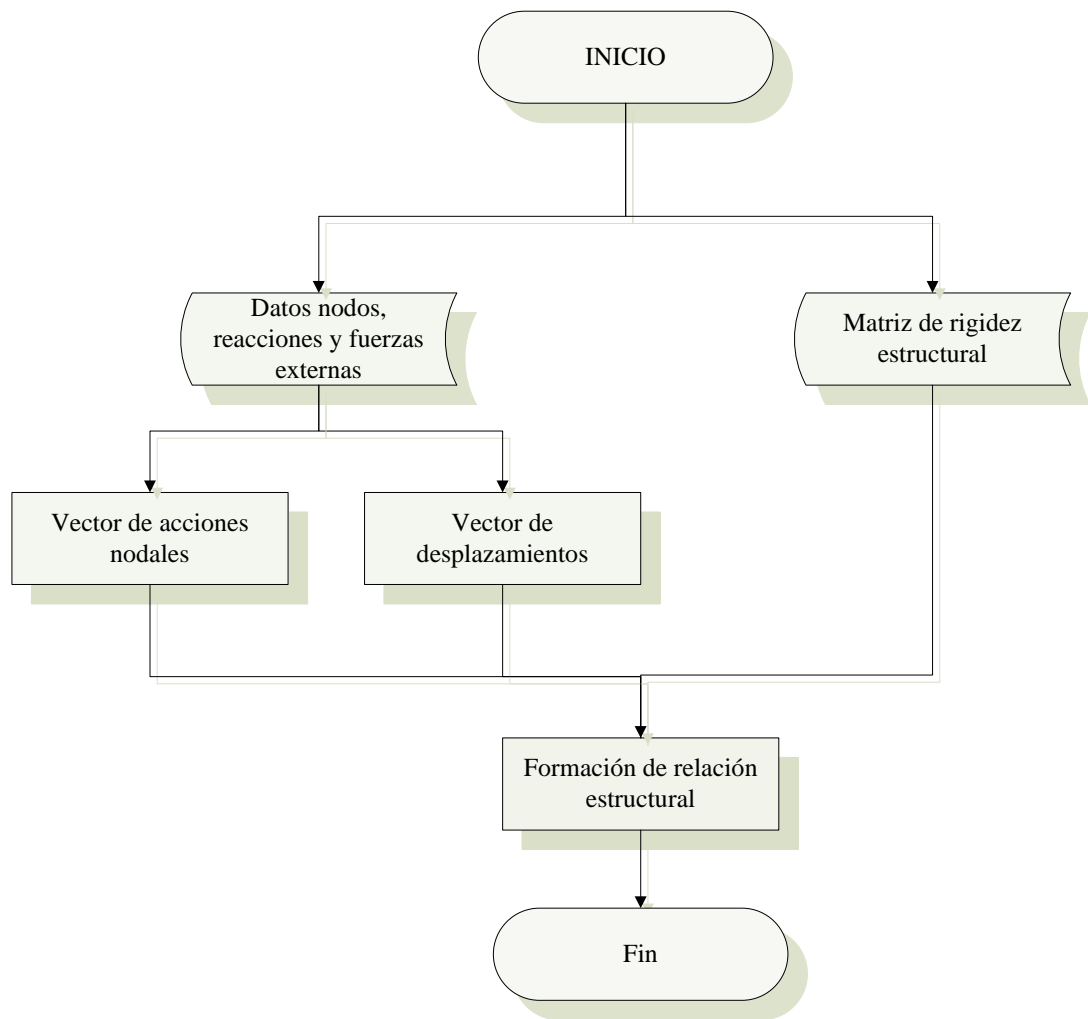 INICIO
Datos nodos,
reacciones y fuerzas
externas
Matriz de rigidez
estructural
Vector de acciones
nodales
Vector de
desplazamientos
Formación de relación
estructural
Fin